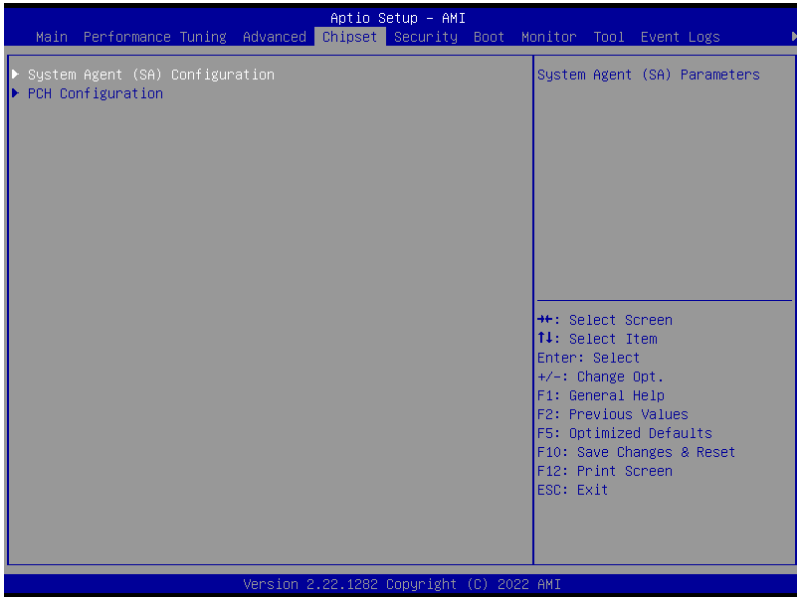 Aptio Setup – AMI
Main Performance Tuning Advanced Chipset Security Boot Monitor Tool Event Logs
System Agent (SA) Configuration
PCH Configuration
System Agent (SA) Parameters
→←: Select Screen
↑↓: Select Item
Enter: Select
+/-: Change Opt.
F1: General Help
F2: Previous Values
F5: Optimized Defaults
F10: Save Changes & Reset
F12: Print Screen
ESC: Exit
Version 2.22.1282 Copyright (C) 2022 AMI